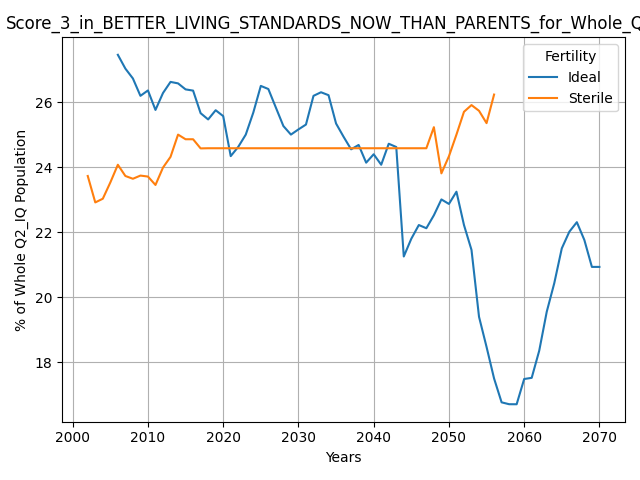 Score_3_in_BETTER_LIVING_STANDARDS_NOW_THAN_PARENTS_for_Whole_Q
Fertility
Ideal
Sterile
% of Whole Q2_IQ Population
26
24
22
20
18
2000 2010 2020 2030 2040 2050 2060 2070
Years